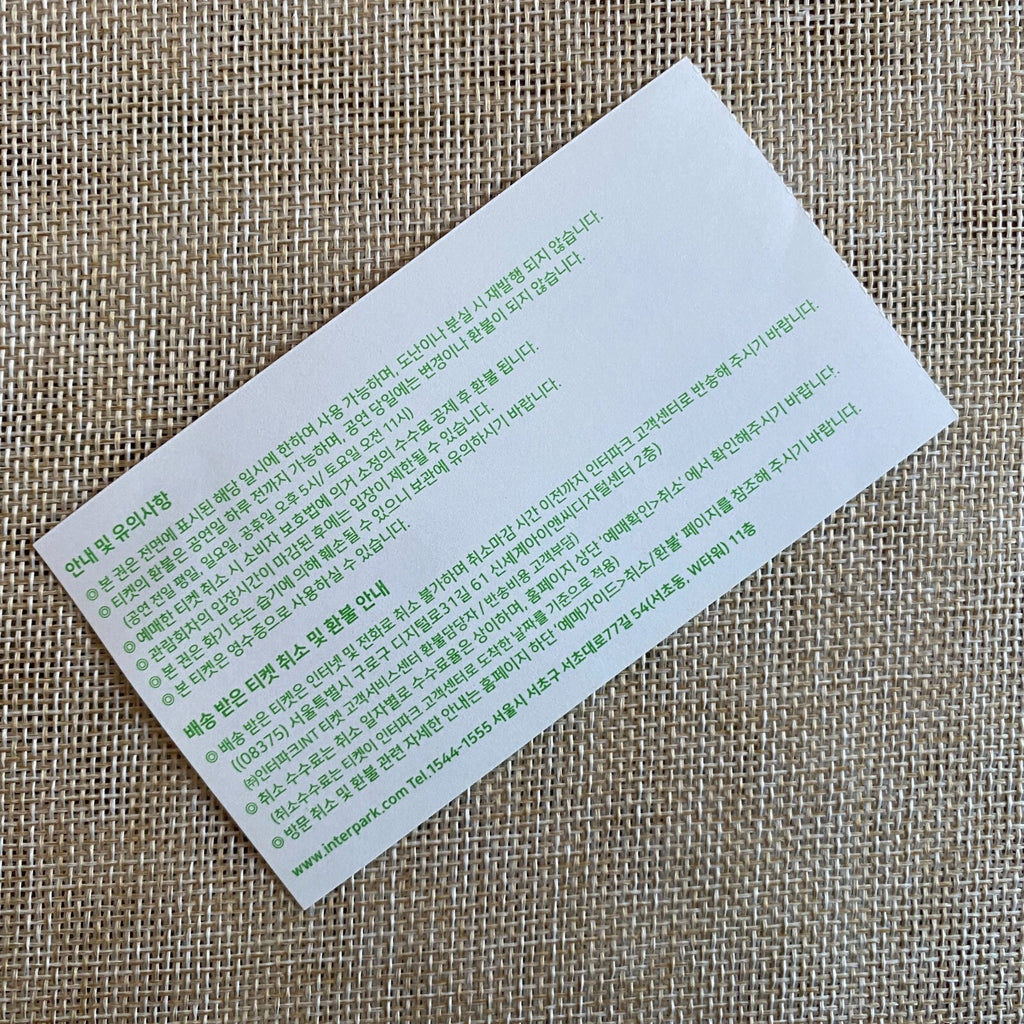 안내 및 유의사항
◎ 본 권은 전면에 표시된 해당 일시에 한하여 사용 가능하며, 도난이나 분실 시 재발행 되지 않습니다.
◎ 티켓의 환불은 공연일 하루 전까지 가능하며, 공연 당일에는 변경이나 환불이 되지 않습니다.
(공연 전일 평일, 일요일, 공휴일 오후 5시 / 토요일 오전 11시)
◎ 예매한 티켓 취소 시 소비자 보호법에 의거 소정의 수수료 공제 후 환불 됩니다.
◎ 관람회차의 입장시간이 마감된 후에는 입장이 제한될 수 있습니다.
◎ 본 권은 화기 또는 습기에 의해 훼손될 수 있으니 보관에 유의하시기 바랍니다.
◎ 본 티켓은 영수증으로 사용하실 수 있습니다.
배송 받은 티켓 취소 및 환불 안내
◎ 배송 받은 티켓은 인터넷 및 전화로 취소 불가하며 취소마감 시간 이전까지 인터파크 고객센터로 반송해 주시기 바랍니다.
((08375) 서울특별시 구로구 디지털로31길 61 신세계아이앤씨디지털센터 2층)
㈜인터파크INT 티켓 고객서비스센터 환불담당자 / 반송비용 고객부담)
◎ 취소 수수료는 취소 일자별로 수수료율은 상이하며, 홈페이지 상단 '예매확인>취소' 에서 확인해주시기 바랍니다.
(취소수수료는 티켓이 인터파크 고객센터로 도착한 날짜를 기준으로 적용)
◎ 방문 취소 및 환불 관련 자세한 안내는 홈페이지 하단 '예매가이드>취소/환불' 페이지를 참조해 주시기 바랍니다.
www.interpark.com Tel.1544-1555 서울시 서초구 서초대로77길 54(서초동, W타워) 11층